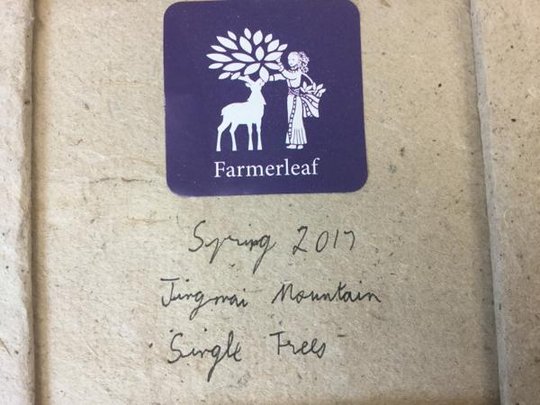 Farmerleaf
Spring 2017
Jingmai Mountain
Single Trees